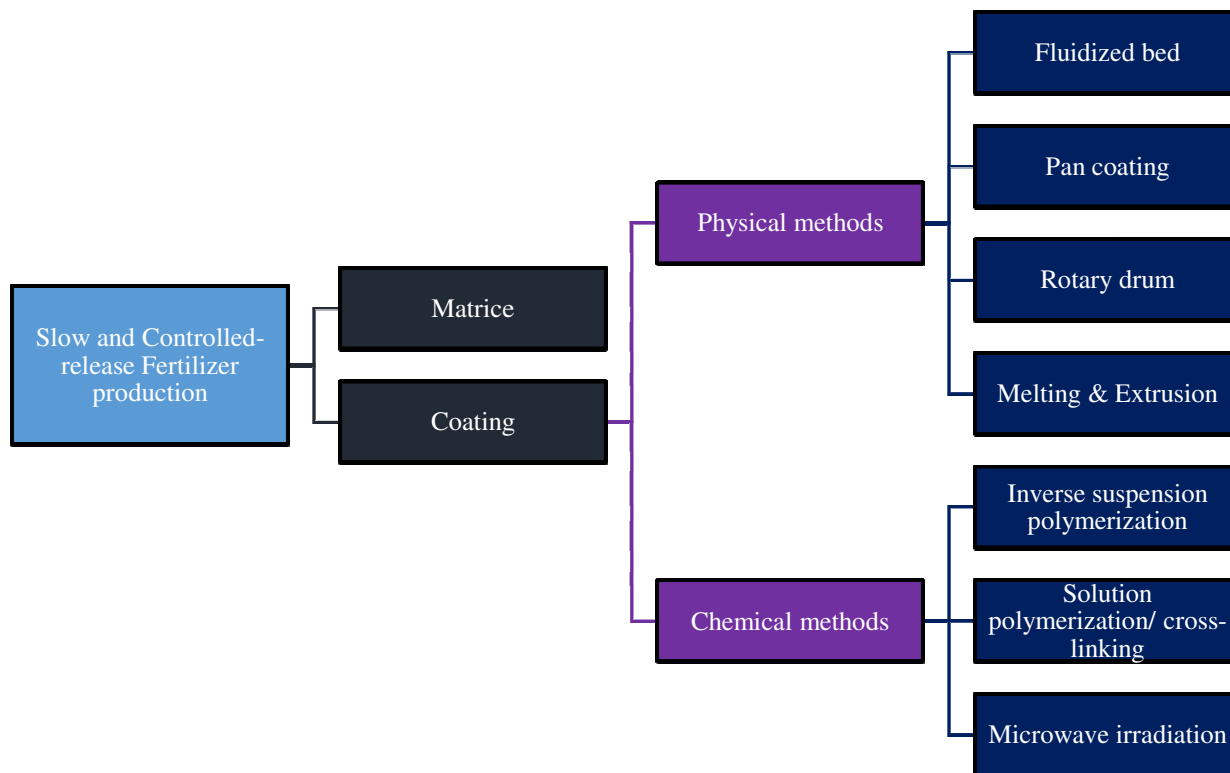 Slow and Controlled-
release Fertilizer
production
Matrice
Coating
Physical methods
Chemical methods
Fluidized bed
Pan coating
Rotary drum
Melting & Extrusion
Inverse suspension
polymerization
Solution
polymerization/ cross-
linking
Microwave irradiation